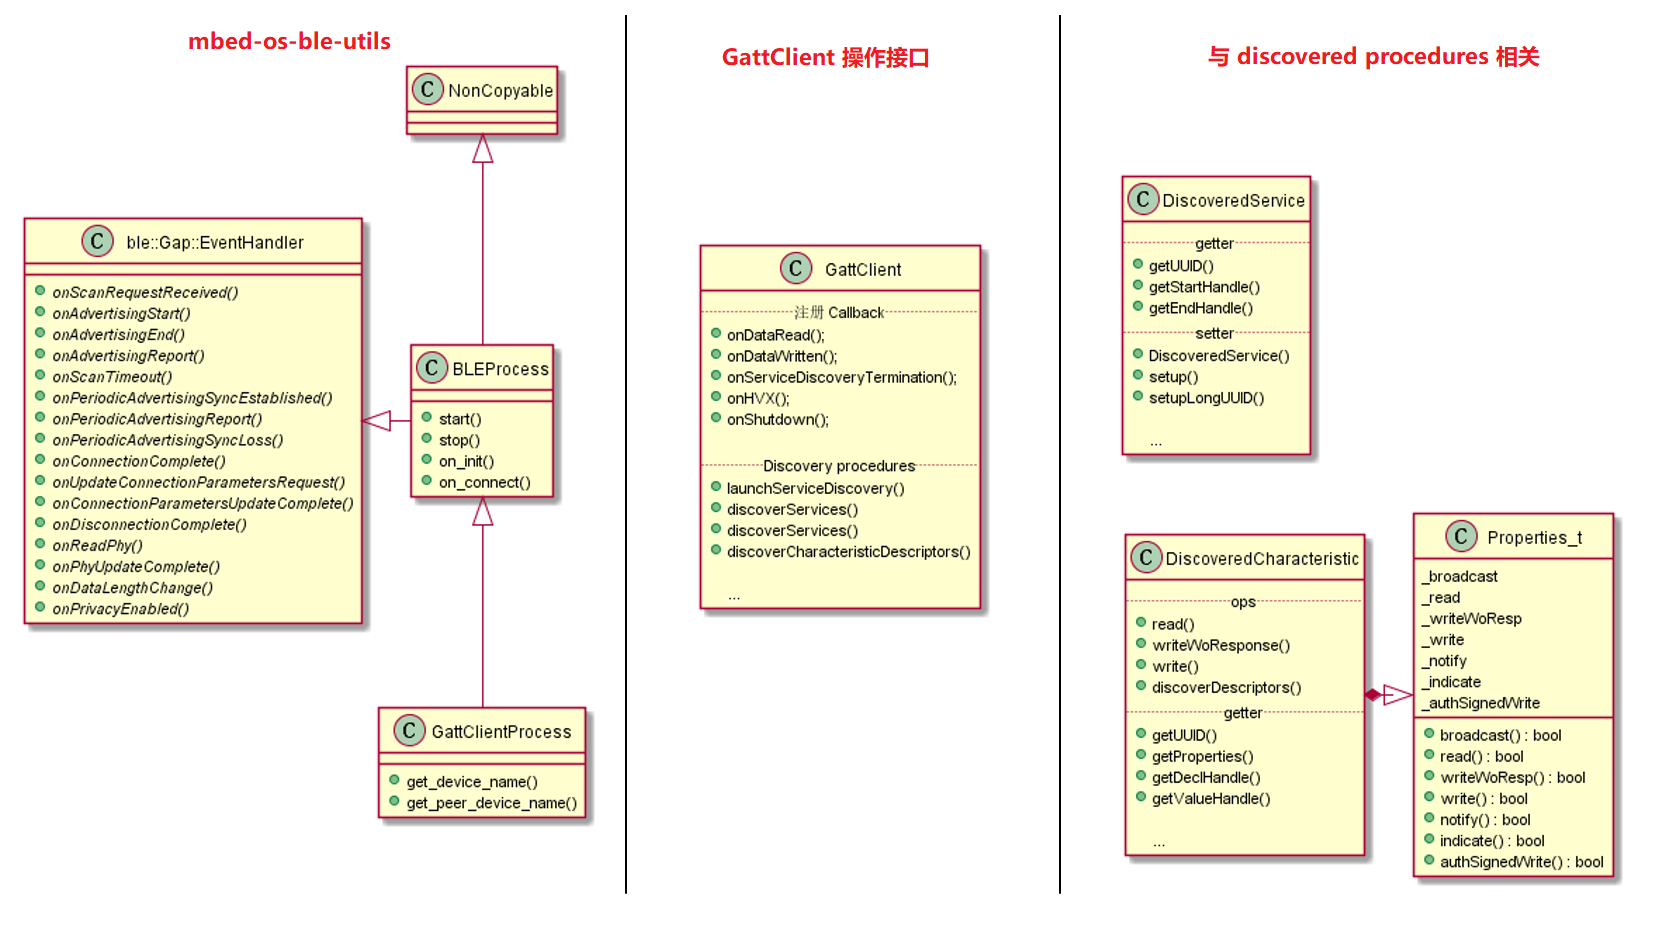 mbed-os-ble-utils
C NonCopyable
C ble::Gap::EventHandler
onScanRequestReceived()
onAdvertisingStart()
onAdvertisingEnd()
onAdvertisingReport()
onScanTimeout()
onPeriodicAdvertisingSyncEstablished()
onPeriodicAdvertisingReport()
onPeriodicAdvertisingSyncLoss()
onConnectionComplete()
onUpdateConnectionParametersRequest()
onConnectionParametersUpdateComplete()
onDisconnectionComplete()
onReadPhy()
onPhyUpdateComplete()
onDataLengthChange()
onPrivacyEnabled()
C BLEProcess
start()
stop()
on_init()
on_connect()
C GattClientProcess
get_device_name()
get_peer_device_name()
GattClient 操作接口
C GattClient
注册 Callback
onDataRead();
onDataWritten();
onServiceDiscoveryTermination();
onHVX();
onShutdown();
Discovery procedures
launchServiceDiscovery()
discoverServices()
discoverServices()
discoverCharacteristicDescriptors()
...
与 discovered procedures 相关
C DiscoveredService
getter
getUUID()
getStartHandle()
getEndHandle()
setter
DiscoveredService()
setup()
setupLongUUID()
...
C DiscoveredCharacteristic
ops
read()
writeWoResponse()
write()
discoverDescriptors()
getter
getUUID()
getProperties()
getDeclHandle()
getValueHandle()
...
C Properties_t
_broadcast
_read
_writeWoResp
_write
_notify
_indicate
_authSignedWrite
broadcast() : bool
read() : bool
writeWoResp() : bool
write() : bool
notify() : bool
indicate() : bool
authSignedWrite() : bool